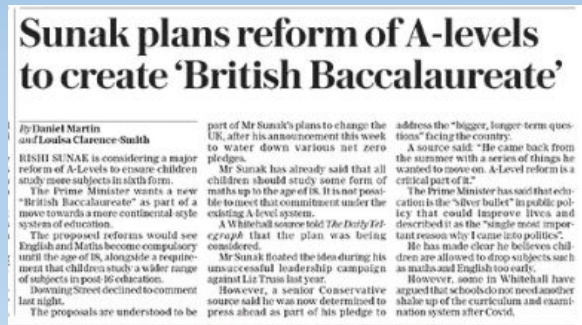 Sunak plans reform of A-levels
to create ‘British Baccalaureate’
By Daniel Martin
and Louisa Clarence-Smith
RISHI SUNAK is considering a major
reform of A-Levels to ensure children
study more subjects in sixth form.
The Prime Minister wants a new
“British Baccalaureate” as part of a
move towards a more continental-style
system of education.
The proposed reforms would see
English and Maths become compulsory
until the age of 18, alongside a require-
ment that children study a wider range
of subjects in post-16 education.
Downing Street declined to comment
last night.
The proposals are understood to be
part of Mr Sunak’s plans to change the
UK, after his announcement this week
to water down various net zero
pledges.
Mr Sunak has already said that all
children should study some form of
maths up to the age of 18. It is not possi-
ble to meet that commitment under the
existing A-level system.
A Whitehall source told The Daily Tel-
egraph that the plan was being
considered.
Mr Sunak floated the idea during his
unsuccessful leadership campaign
against Liz Truss last year.
However, a senior Conservative
source said he was now determined to
press ahead as part of his pledge to
address the “bigger, longer-term ques-
tions” facing the country.
A source said: “He came back from
the summer with a series of things he
wanted to move on. A-Level reform is a
critical part of it.”
The Prime Minister has said that edu-
cation is the “silver bullet” in public pol-
icy that could improve lives and
described it as the “single most impor-
tant reason why I came into politics”.
He has made clear he believes chil-
dren are allowed to drop subjects such
as maths and English too early.
However, some in Whitehall have
argued that schools do not need another
shake up of the curriculum and exami-
nation system after Covid.